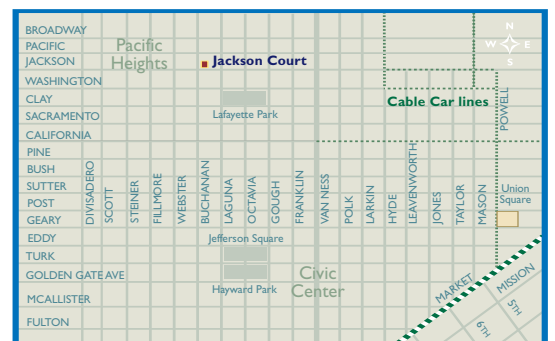 BROADWAY
PACIFIC
JACKSON
WASHINGTON
CLAY
SACRAMENTO
CALIFORNIA
PINE
BUSH
SUTTER
POST
GEARY
EDDY
TURK
GOLDEN GATE AVE
MCALLISTER
FULTON
Pacific
Heights
Jackson Court
Lafayette Park
Cable Car lines
N
W E
S
POWELL
DIVISADERO
SCOTT
STEINER
FILLMORE
WEBSTER
BUCHANAN
LAGUNA
OCTAVIA
GOUGH
FRANKLIN
VAN NESS
POLK
LARKIN
HYDE
LEAVENWORTH
JONES
TAYLOR
MASON
Union
Square
Jefferson Square
Hayward Park
Civic
Center
MARKET
MISSION
5TH
6TH